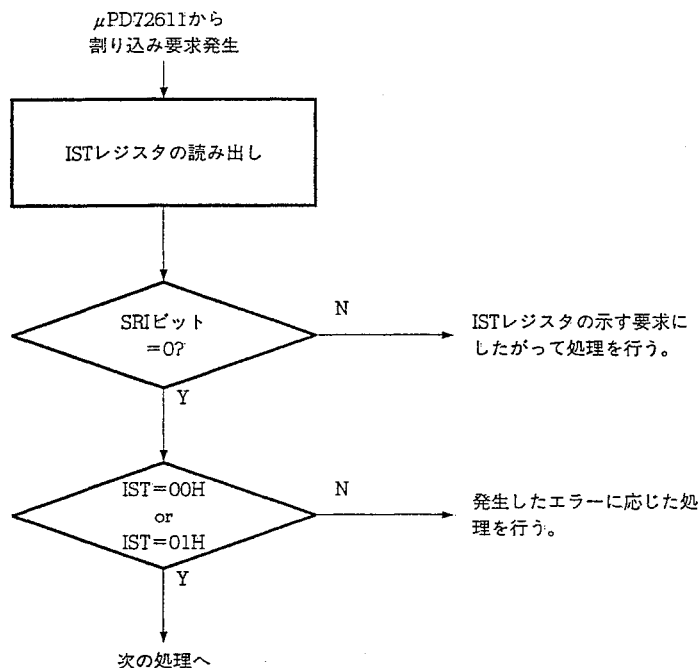 μPD72611から
割り込み要求発生
ISTレジスタの読み出し
SRIビット
=0?
N
ISTレジスタの示す要求に
したがって処理を行う。
Y
IST=00H
or
IST=01H
N
発生したエラーに応じた処
理を行う。
Y
次の処理へ